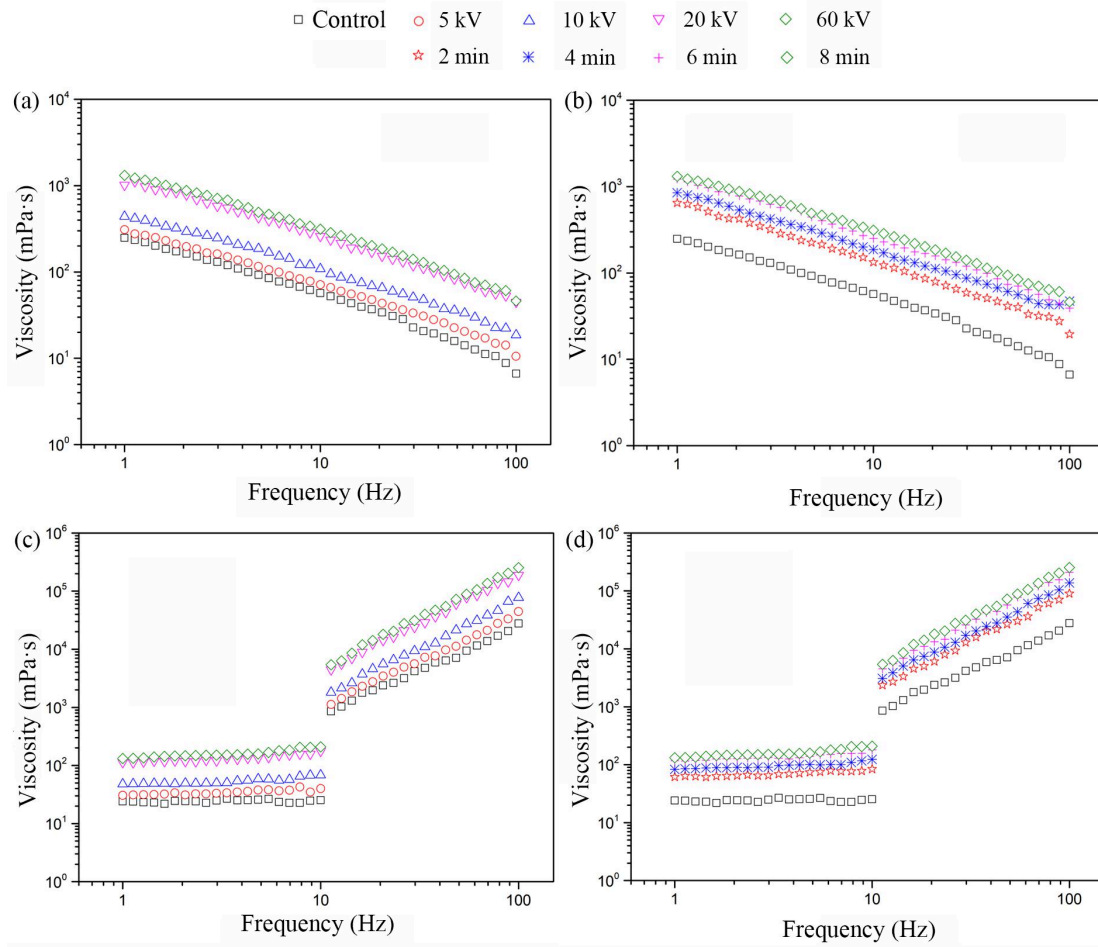 Control 5 kV 10 kV 20 kV 60 kV
2 min 4 min 6 min 8 min
(a) (b)
10⁴ 10⁴
10³ 10³
10² 10²
10¹ 10¹
10⁰ 10⁰
Viscosity (mPa·s) Viscosity (mPa·s)
1 10 100 1 10 100
Frequency (Hz) Frequency (Hz)
(c) (d)
10⁶ 10⁶
10⁵ 10⁵
10⁴ 10⁴
10³ 10³
10² 10²
10¹ 10¹
10⁰ 10⁰
Viscosity (mPa·s) Viscosity (mPa·s)
1 10 100 1 10 100
Frequency (Hz) Frequency (Hz)